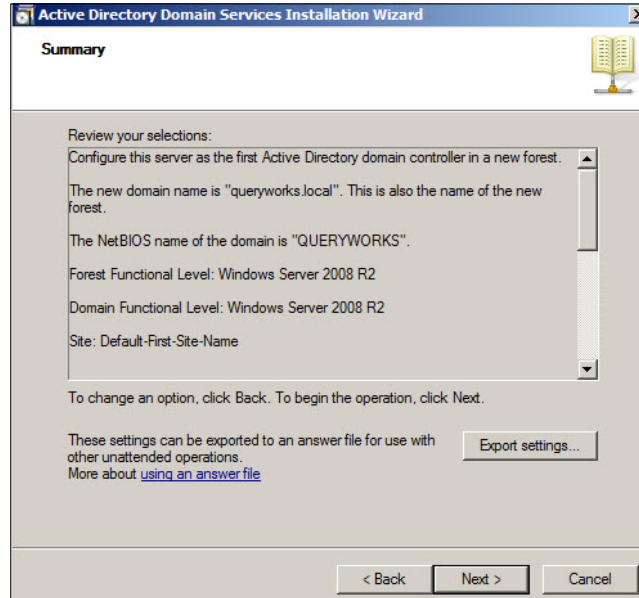 Active Directory Domain Services Installation Wizard
Summary
Review your selections:
Configure this server as the first Active Directory domain controller in a new forest.
The new domain name is "queryworks.local". This is also the name of the new
forest.
The NetBIOS name of the domain is "QUERYWORKS".
Forest Functional Level: Windows Server 2008 R2
Domain Functional Level: Windows Server 2008 R2
Site: Default-First-Site-Name
To change an option, click Back. To begin the operation, click Next.
These settings can be exported to an answer file for use with
other unattended operations.
More about using an answer file
Export settings...
< Back
Next >
Cancel